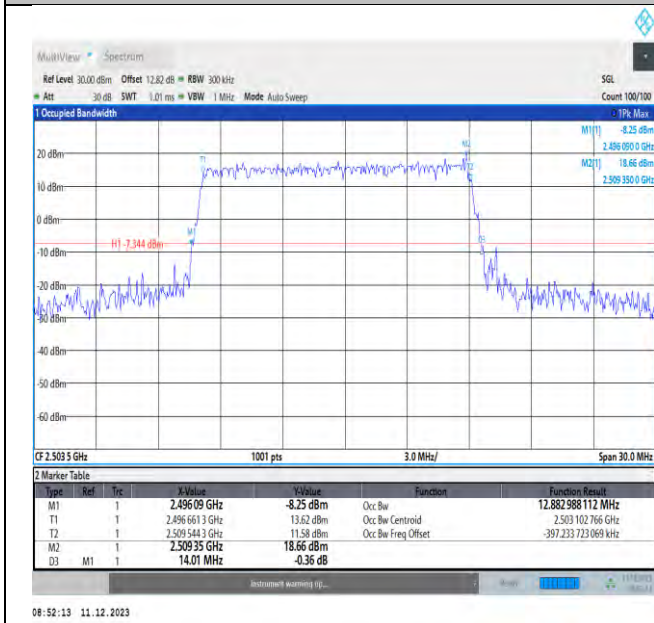 MultiView Spectrum
Ref Level 30.00 dBm Offset 12.82 dB RBW 300 kHz SGL
Att 30 dB SWT 1.01 ms VBW 1 MHz Mode Auto Sweep Count 100/100
1 Occupied Bandwidth 1Pk Max
M1[1] -8.25 dBm
2.496 090 0 GHz
M2[1] 18.66 dBm
2.509 350 0 GHz
M2
T1
T2
20 dBm
10 dBm
0 dBm
M1
D3
H1 -7.344 dBm
-10 dBm
-20 dBm
-30 dBm
-40 dBm
-50 dBm
-60 dBm
CF 2.503 5 GHz 1001 pts 3.0 MHz/ Span 30.0 MHz
2 Marker Table
Type Ref Trc X-Value Y-Value Function Function Result
M1 1 2.496 09 GHz -8.25 dBm Occ Bw 12.882 988 112 MHz
T1 1 2.496 661 3 GHz 13.62 dBm Occ Bw Centroid 2.503 102 766 GHz
T2 1 2.509 544 3 GHz 11.58 dBm Occ Bw Freq Offset -397.233 723 069 kHz
M2 1 2.509 35 GHz 18.66 dBm
D3 M1 1 14.01 MHz -0.36 dB
Instrument warming up...
08:52:13 11.12.2023